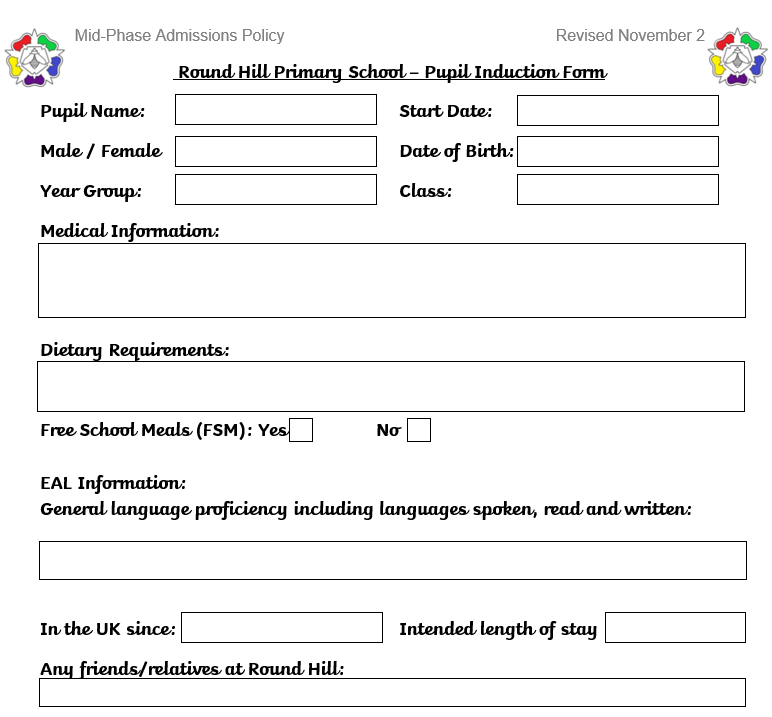 Mid-Phase Admissions Policy Revised November 2
Round Hill Primary School – Pupil Induction Form
Pupil Name: Start Date:
Male / Female Date of Birth:
Year Group: Class:
Medical Information:
Dietary Requirements:
Free School Meals (FSM): Yes No
EAL Information:
General language proficiency including languages spoken, read and written:
In the UK since: Intended length of stay
Any friends/relatives at Round Hill: